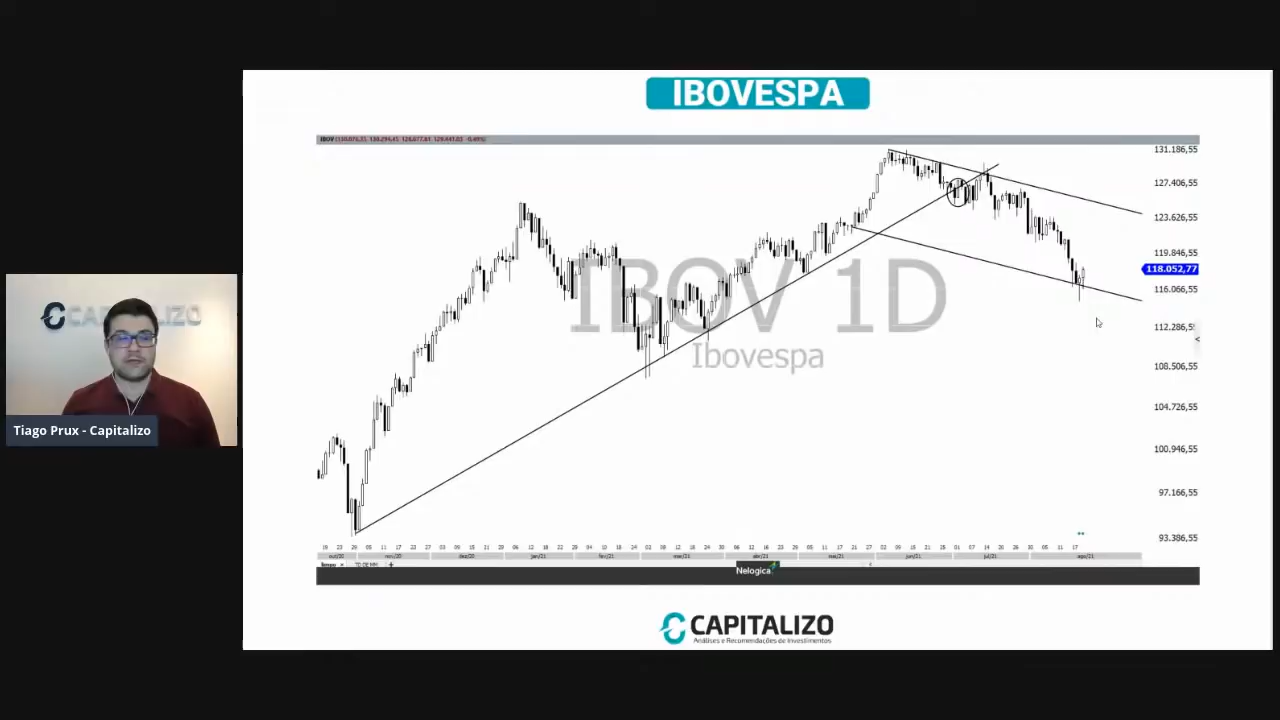 IBOVESPA
IBOV
131.186,55
127.406,55
123.626,55
119.846,55
118.052,77
116.066,55
112.286,55
108.506,55
104.726,55
100.946,55
97.166,55
93.386,55
IBOV 1D
Ibovespa
CAPITALIZO
Tiago Prux - Capitalizo
Nelogica
CAPITALIZO
Análises e Recomendações de Investimentos